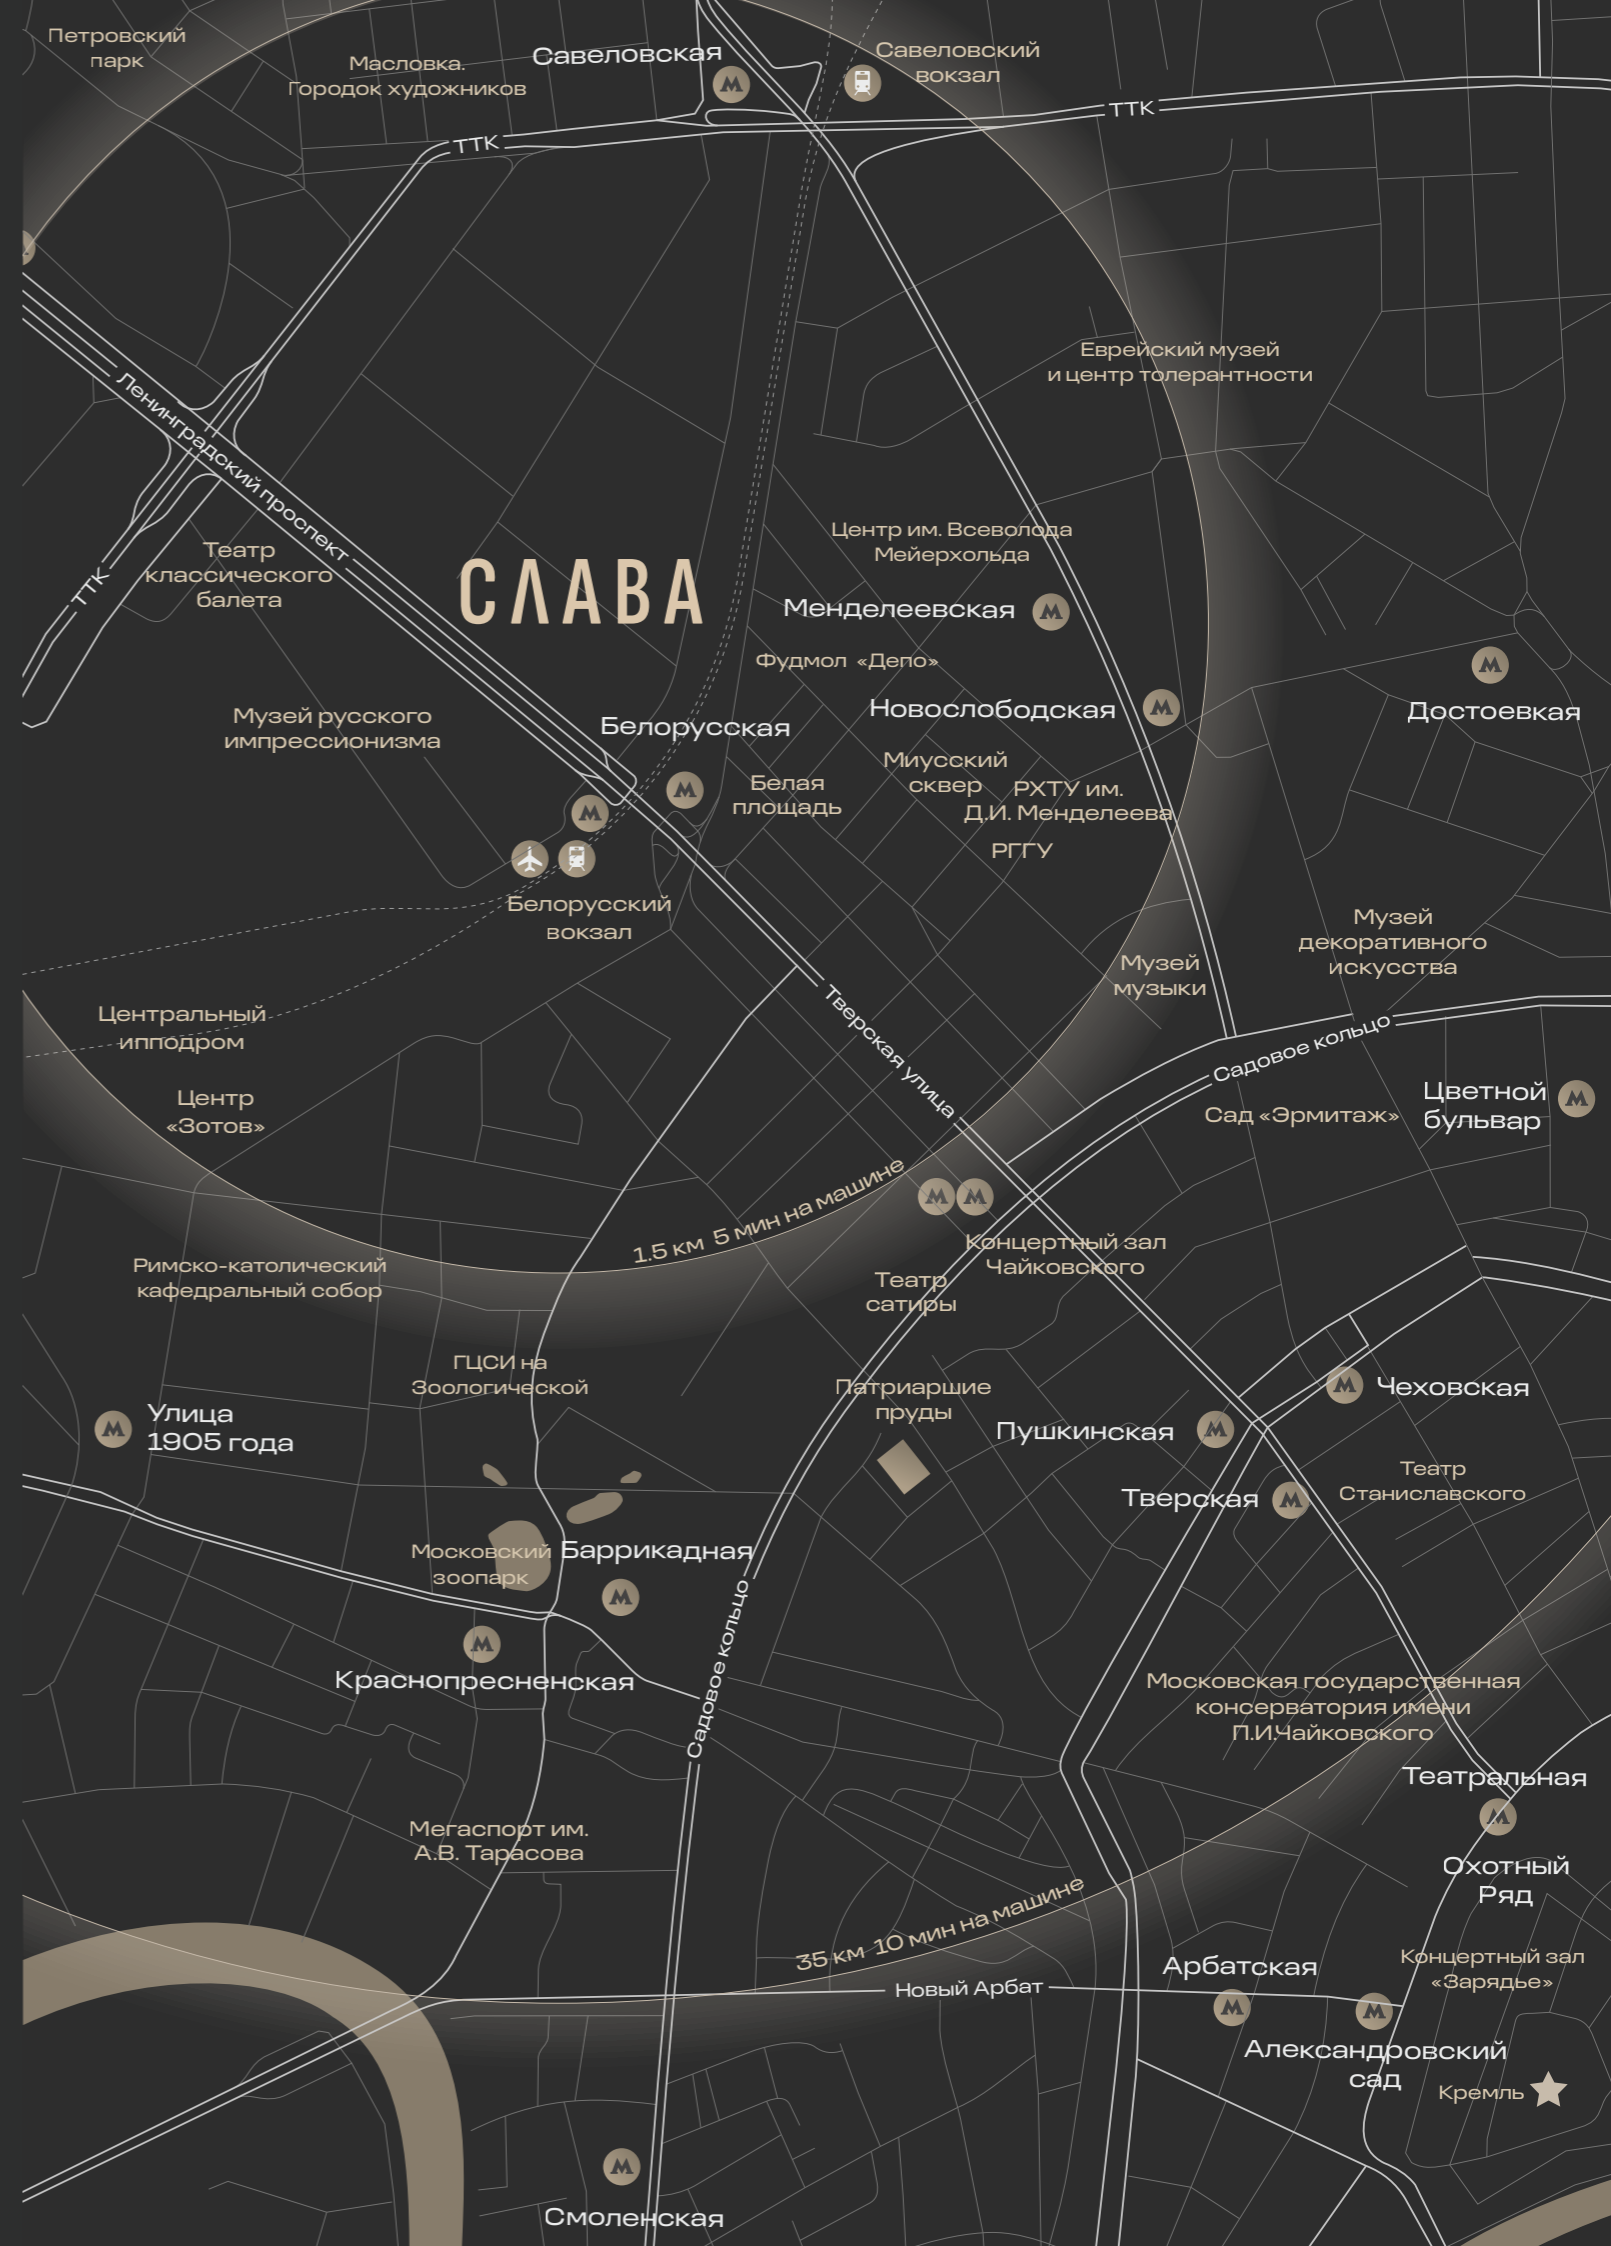 Петровский
парк
Масловка.
Городок художников
Савеловская
Савеловский
вокзал
ТТК
ТТК
Еврейский музей
и центр толерантности
Ленинградский проспект
ТТК
Театр
классического
балета
СЛАВА
Центр им. Всеволода
Мейерхольда
Менделеевская
Фудмол «Депо»
Новослободская
Достоевкая
Музей русского
импрессионизма
Белорусская
Белая
площадь
Миусский
сквер
РХТУ им.
Д.И. Менделеева
РГГУ
Белорусский
вокзал
Музей
декоративного
искусства
Музей
музыки
Центральный
ипподром
Центр
«Зотов»
Тверская улица
Садовое кольцо
Сад «Эрмитаж»
Цветной
бульвар
1.5 км 5 мин на машине
Концертный зал
Чайковского
Римско-католический
кафедральный собор
Театр
сатиры
ГЦСИ на
Зоологической
Патриаршие
пруды
Чеховская
Улица
1905 года
Пушкинская
Тверская
Театр
Станиславского
Московский
зоопарк
Баррикадная
Садовое кольцо
Краснопресненская
Московская государственная
консерватория имени
П.И.Чайковского
Театральная
Мегаспорт им.
А.В. Тарасова
Охотный
Ряд
35 км 10 мин на машине
Новый Арбат
Арбатская
Концертный зал
«Зарядье»
Александровский
сад
Кремль
Смоленская